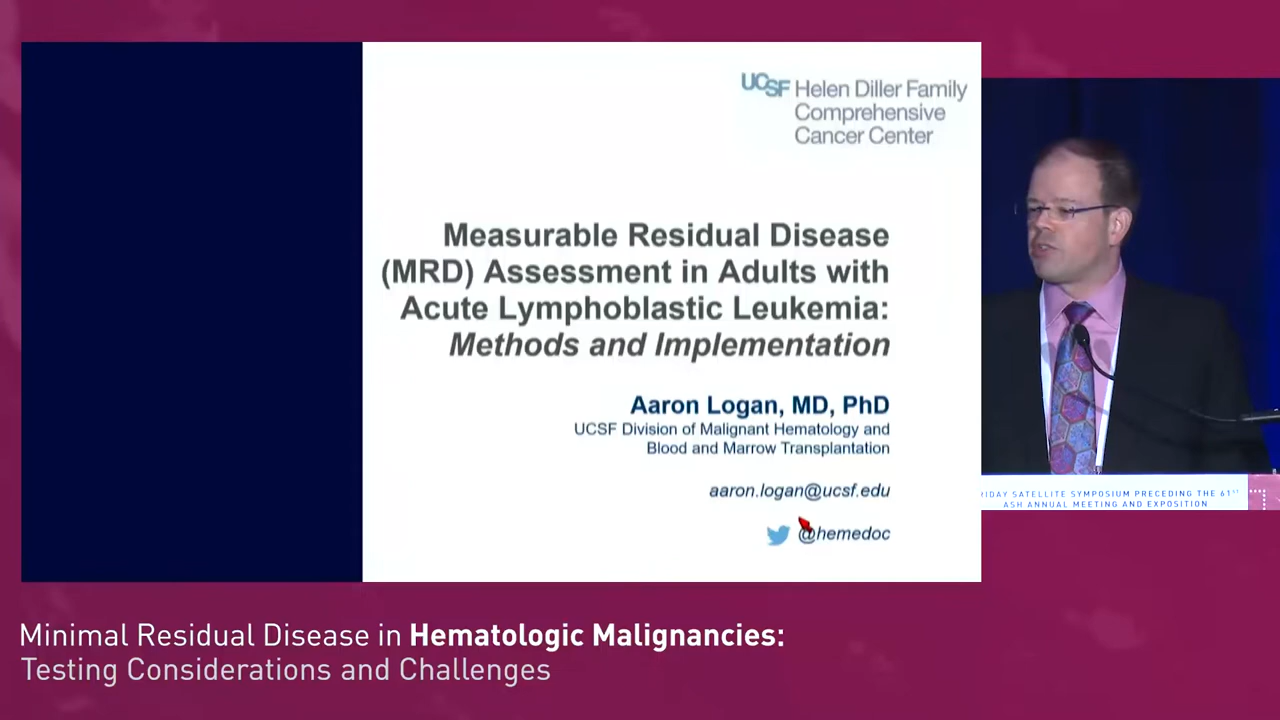 UCSF Helen Diller Family
Comprehensive
Cancer Center
Measurable Residual Disease
(MRD) Assessment in Adults with
Acute Lymphoblastic Leukemia:
Methods and Implementation
Aaron Logan, MD, PhD
UCSF Division of Malignant Hematology and
Blood and Marrow Transplantation
aaron.logan@ucsf.edu
@hemedoc
SATELLITE SYMPOSIUM PRECEDING THE 61ST
ASH ANNUAL MEETING AND EXPOSITION
Minimal Residual Disease in Hematologic Malignancies:
Testing Considerations and Challenges